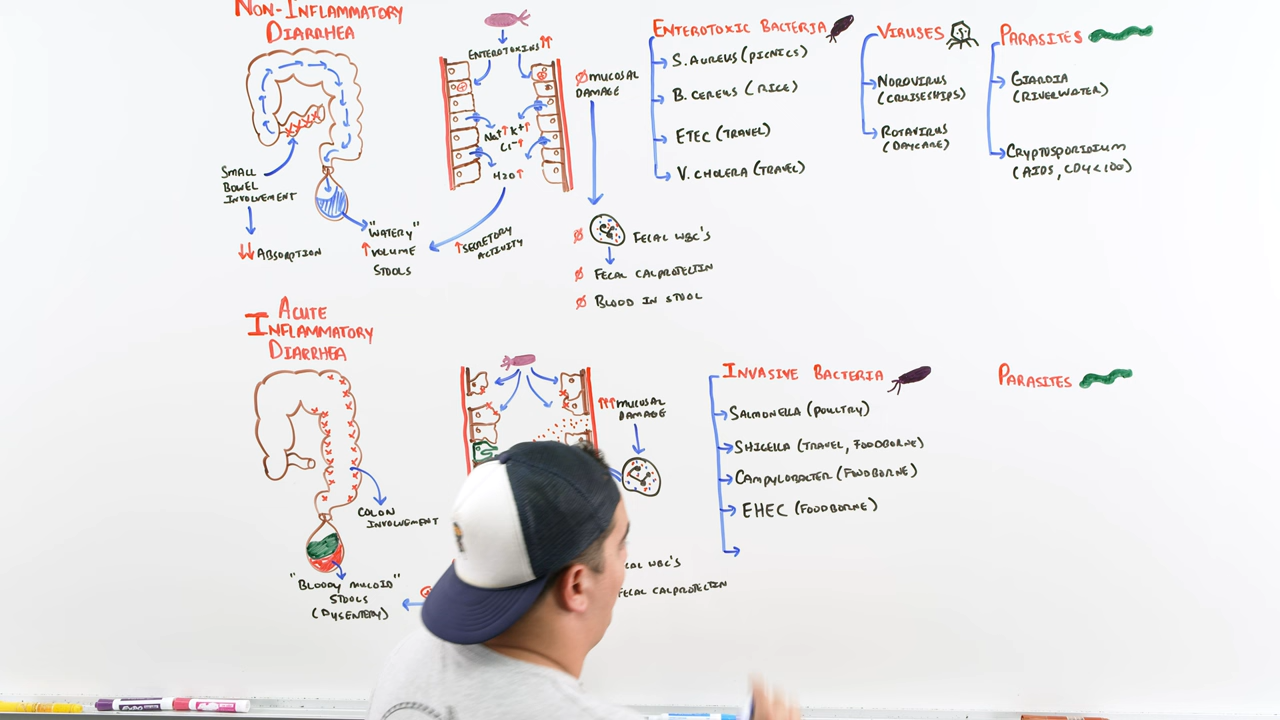 NON-INFLAMMATORY
DIARRHEA
SMALL
BOWEL
INVOLVEMENT
↓↓ ABSORPTION
"WATERY"
↑ VOLUME
STOOLS
ENTEROTOXINS ↑↑
Na+↑ K+↑
Cl-↑
H2O↑
↑SECRETORY
ACTIVITY
Ø MUCOSAL
DAMAGE
Ø FECAL WBC'S
Ø FECAL CALPROTECTIN
Ø BLOOD IN STOOL
ENTEROTOXIC BACTERIA
S. AUREUS (PICNICS)
B. CEREUS (RICE)
ETEC (TRAVEL)
V. CHOLERA (TRAVEL)
VIRUSES
NOROVIRUS
(CRUISESHIPS)
ROTAVIRUS
(DAYCARE)
PARASITES
GIARDIA
(RIVERWATER)
CRYPTOSPORIDIUM
(AIDS, CD4<100)
ACUTE
INFLAMMATORY
DIARRHEA
COLON
INVOLVEMENT
"BLOODY MUCOID"
STOOLS
(DYSENTERY)
↑↑↑ MUCOSAL
DAMAGE
WBC'S
FECAL CALPROTECTIN
INVASIVE BACTERIA
SALMONELLA (POULTRY)
SHIGELLA (TRAVEL, FOODBORNE)
CAMPYLOBACTER (FOODBORNE)
EHEC (FOODBORNE)
PARASITES
EXPO